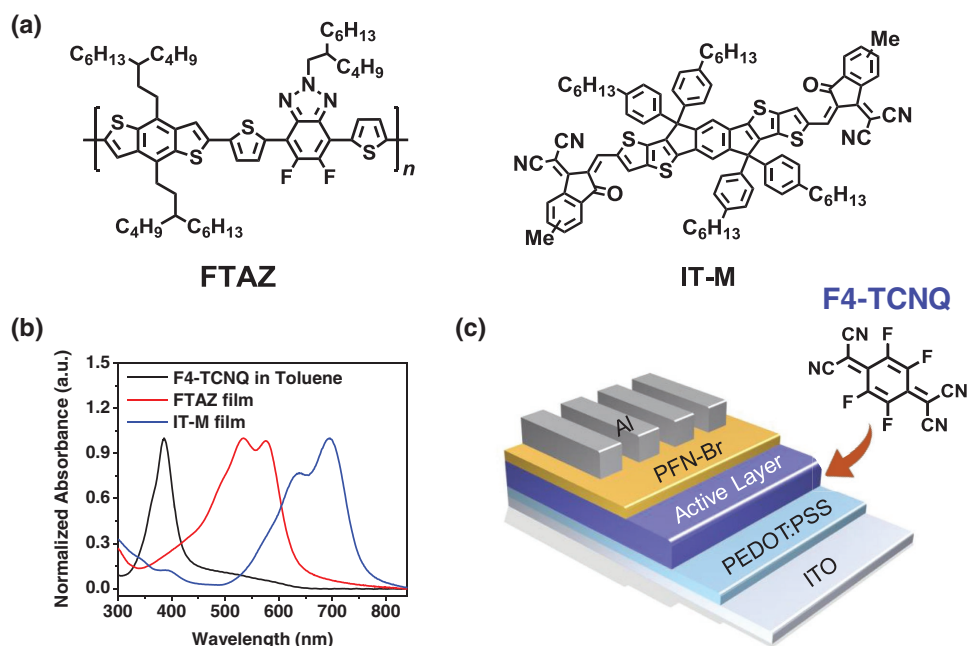 (a)
C6H13
C4H9
C6H13
C4H9
N
N
N
S
S
S
S
F
F
n
C4H9
C6H13
FTAZ
C6H13
C6H13
Me
O
CN
CN
S
S
S
S
NC
CN
O
Me
C6H13
C6H13
IT-M
(b)
Normalized Absorbance (a.u.)
1.5
1.2
0.9
0.6
0.3
0.0
F4-TCNQ in Toluene
FTAZ film
IT-M film
300 400 500 600 700 800
Wavelength (nm)
(c)
F4-TCNQ
CN
NC
F
F
F
F
CN
NC
Al
PFN-Br
Active Layer
PEDOT:PSS
ITO